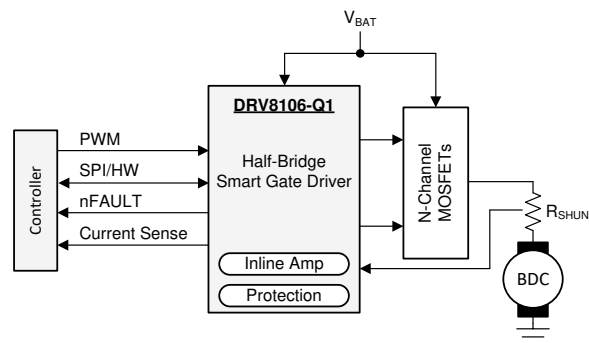 V_BAT
DRV8106-Q1
Half-Bridge
Smart Gate Driver
Inline Amp
Protection
Controller
PWM
SPI/HW
nFAULT
Current Sense
N-Channel
MOSFETs
R_SHUN
BDC